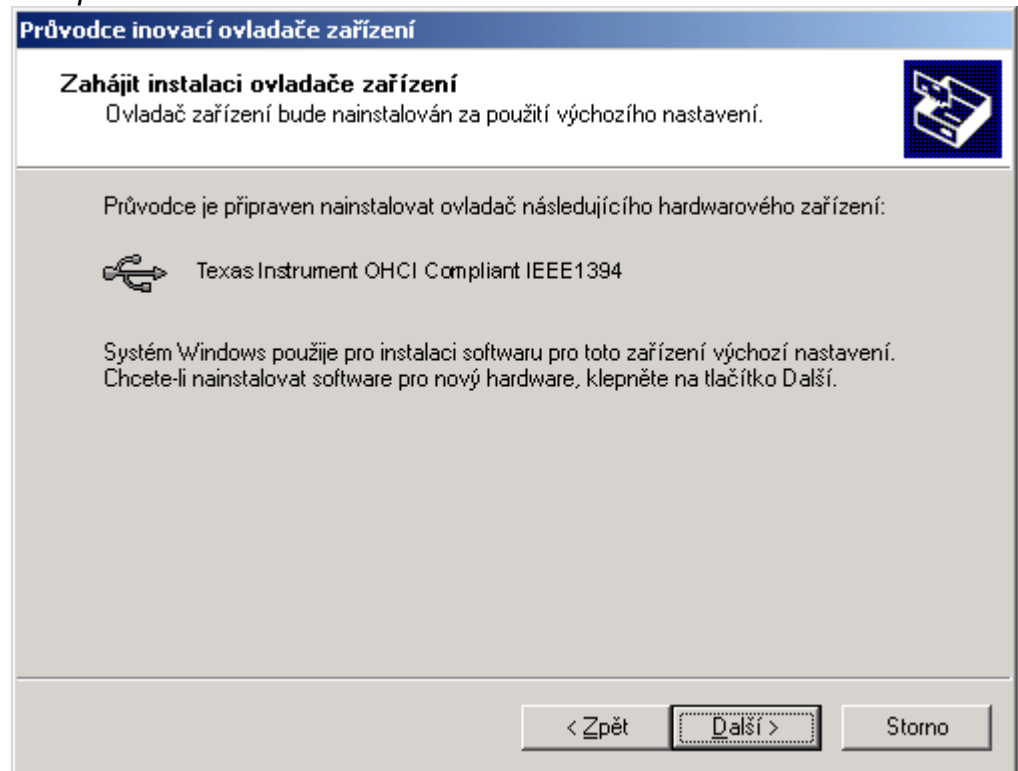 Průvodce inovací ovladače zařízení
Zahájit instalaci ovladače zařízení
Ovladač zařízení bude nainstalován za použití výchozího nastavení.
Průvodce je připraven nainstalovat ovladač následujícího hardwarového zařízení:
Texas Instrument OHCI Compliant IEEE1394
Systém Windows použije pro instalaci softwaru pro toto zařízení výchozí nastavení.
Chcete-li nainstalovat software pro nový hardware, klepněte na tlačítko Další.
< Zpět Další > Storno